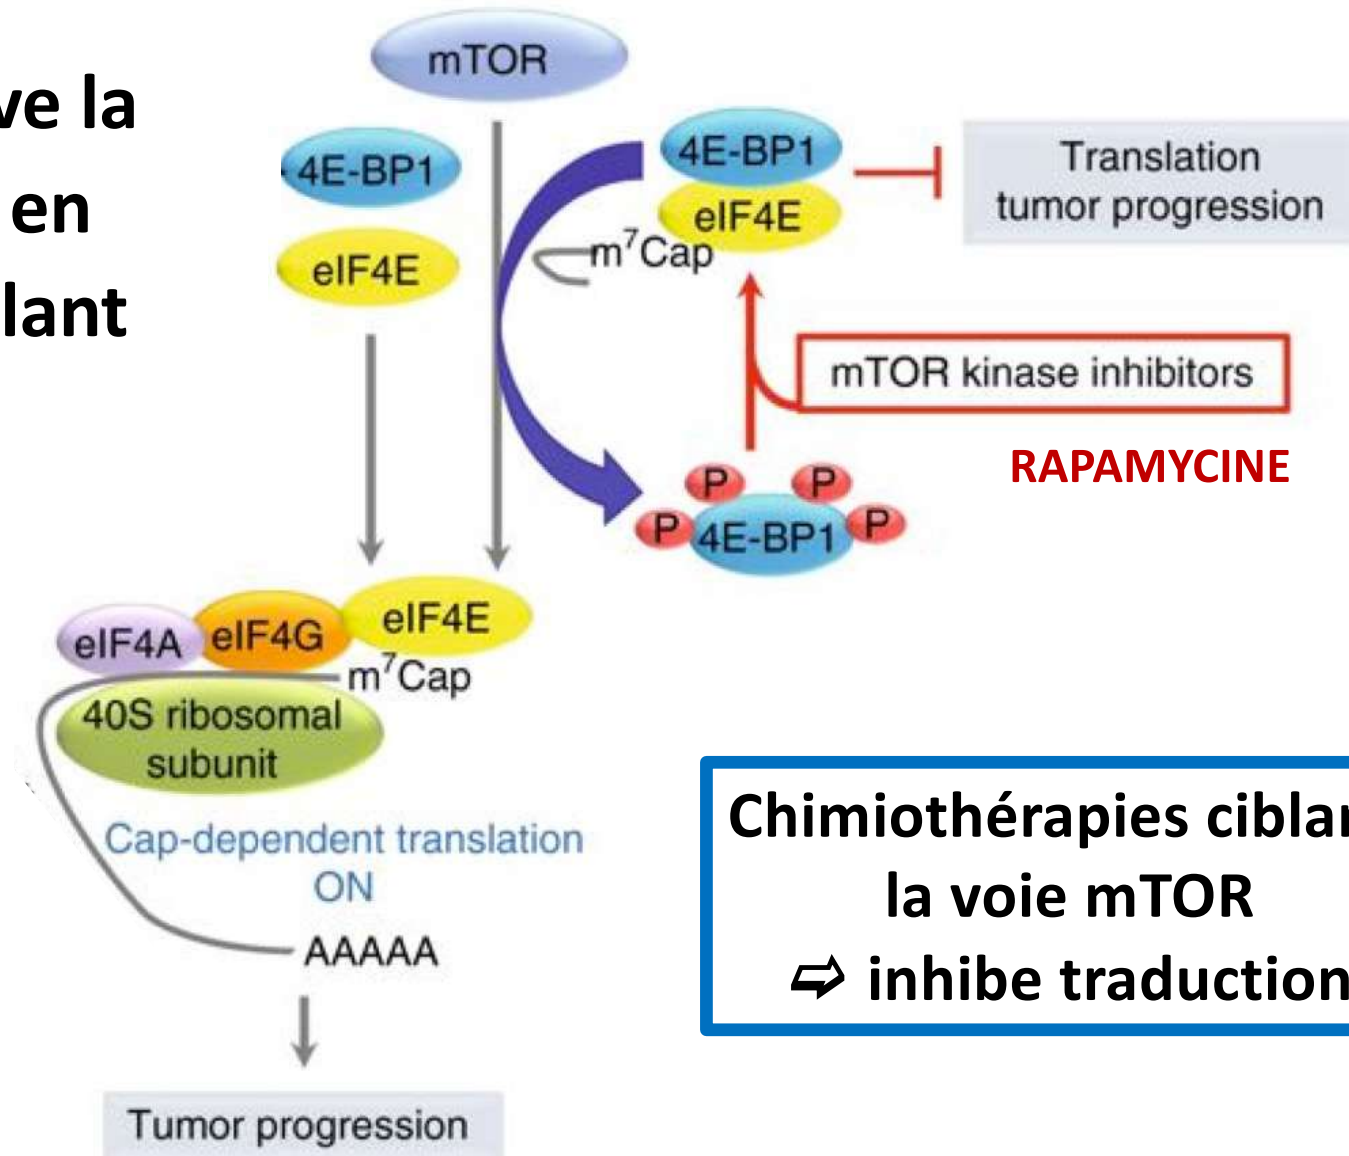 ve la
en
lant
mTOR
4E-BP1
eIF4E
4E-BP1
eIF4E
m⁷Cap
Translation
tumor progression
mTOR kinase inhibitors
RAPAMYCINE
P
P
P
4E-BP1
P
eIF4A
eIF4G
eIF4E
m⁷Cap
40S ribosomal
subunit
Cap-dependent translation
ON
AAAAA
Tumor progression
Chimiothérapies ciblan
la voie mTOR
⇨ inhibe traduction